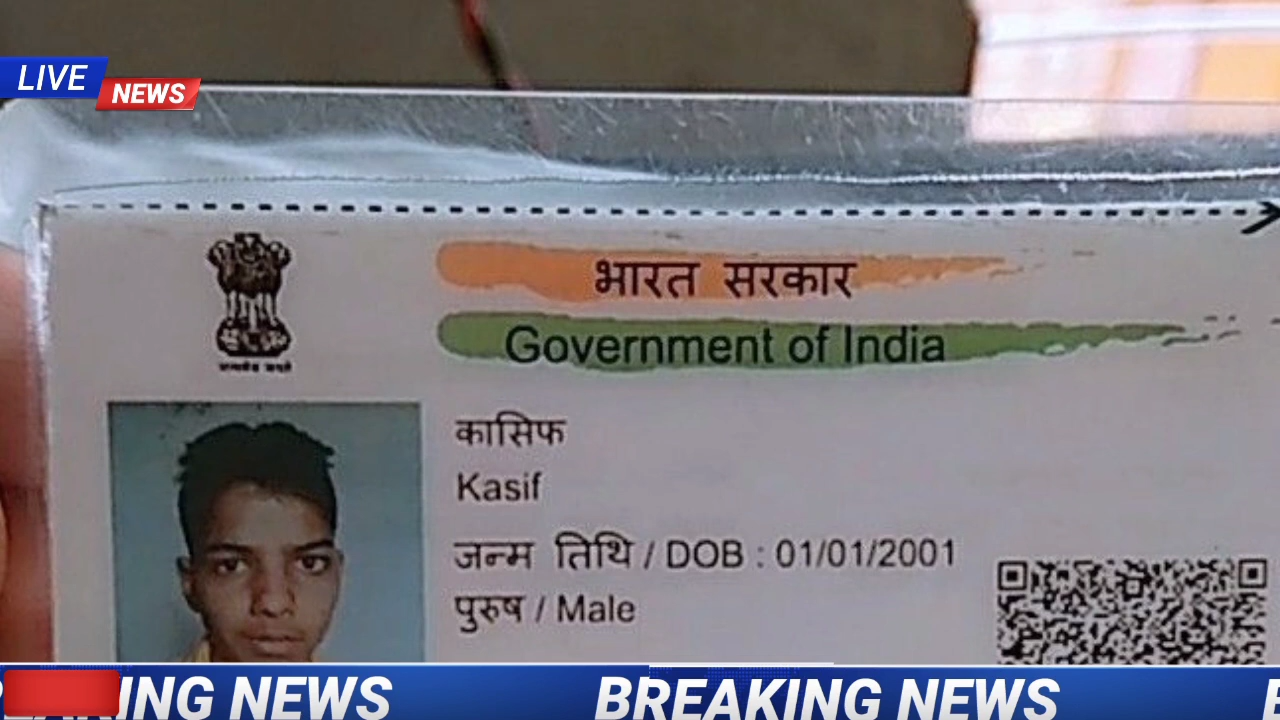 LIVE
NEWS
भारत सरकार
Government of India
कासिफ
Kasif
जन्म तिथि / DOB : 01/01/2001
पुरुष / Male
ING NEWS
BREAKING NEWS